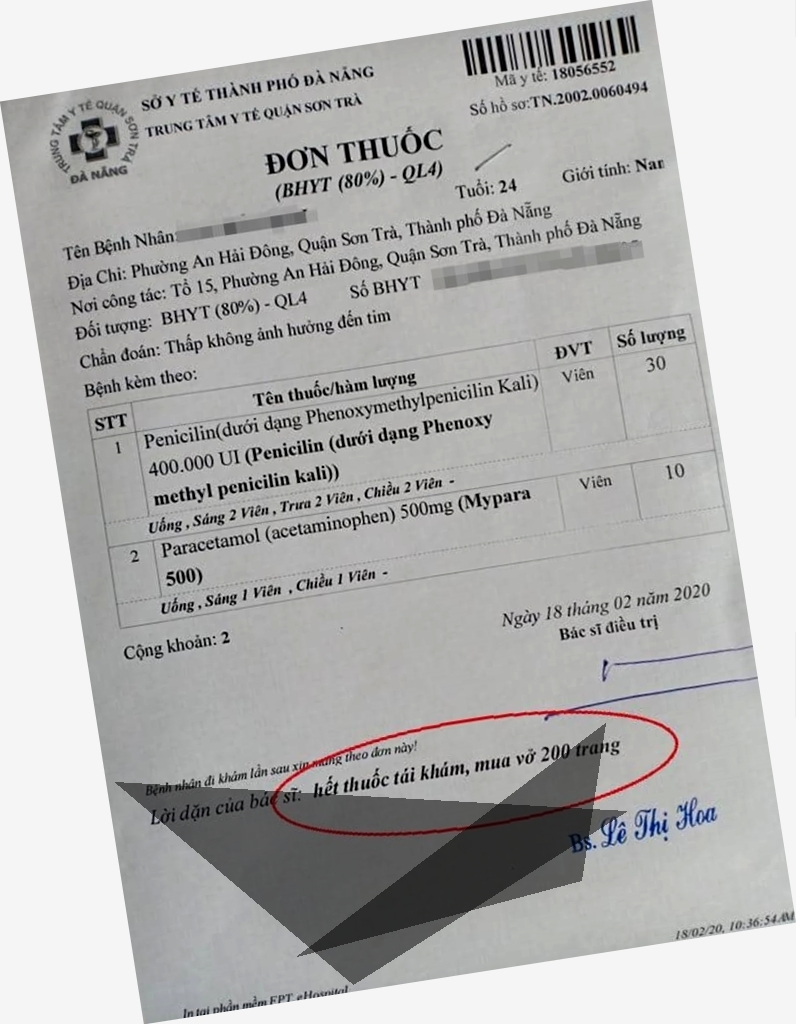 TRUNG TÂM Y TẾ QUẬN SƠN TRÀ
ĐÀ NẴNG
SỞ Y TẾ THÀNH PHỐ ĐÀ NẴNG
TRUNG TÂM Y TẾ QUẬN SƠN TRÀ
Mã y tế: 18056552
Số hồ sơ:TN.2002.0060494
ĐƠN THUỐC
(BHYT (80%) - QL4)
Tên Bệnh Nhân:
Tuổi: 24
Giới tính: Nam
Địa Chỉ: Phường An Hải Đông, Quận Sơn Trà, Thành phố Đà Nẵng
Nơi công tác: Tổ 15, Phường An Hải Đông, Quận Sơn Trà, Thành phố Đà Nẵng
Đối tượng: BHYT (80%) - QL4
Số BHYT
Chẩn đoán: Thấp không ảnh hưởng đến tim
Bệnh kèm theo:
STT Tên thuốc/hàm lượng ĐVT Số lượng
1 Penicilin(dưới dạng Phenoxymethylpenicilin Kali) Viên 30
400.000 UI (Penicilin (dưới dạng Phenoxy
methyl penicilin kali))
Uống , Sáng 2 Viên , Trưa 2 Viên , Chiều 2 Viên -
2 Paracetamol (acetaminophen) 500mg (Mypara Viên 10
500)
Uống , Sáng 1 Viên , Chiều 1 Viên -
Cộng khoản: 2
Ngày 18 tháng 02 năm 2020
Bác sĩ điều trị
Bệnh nhân đi khám lần sau xin mang theo đơn này!
Lời dặn của bác sĩ: hết thuốc tái khám, mua vở 200 trang
Bs. Lê Thị Hoa
18/02/20, 10:36:54AM
In tại phần mềm FPT. eHospital